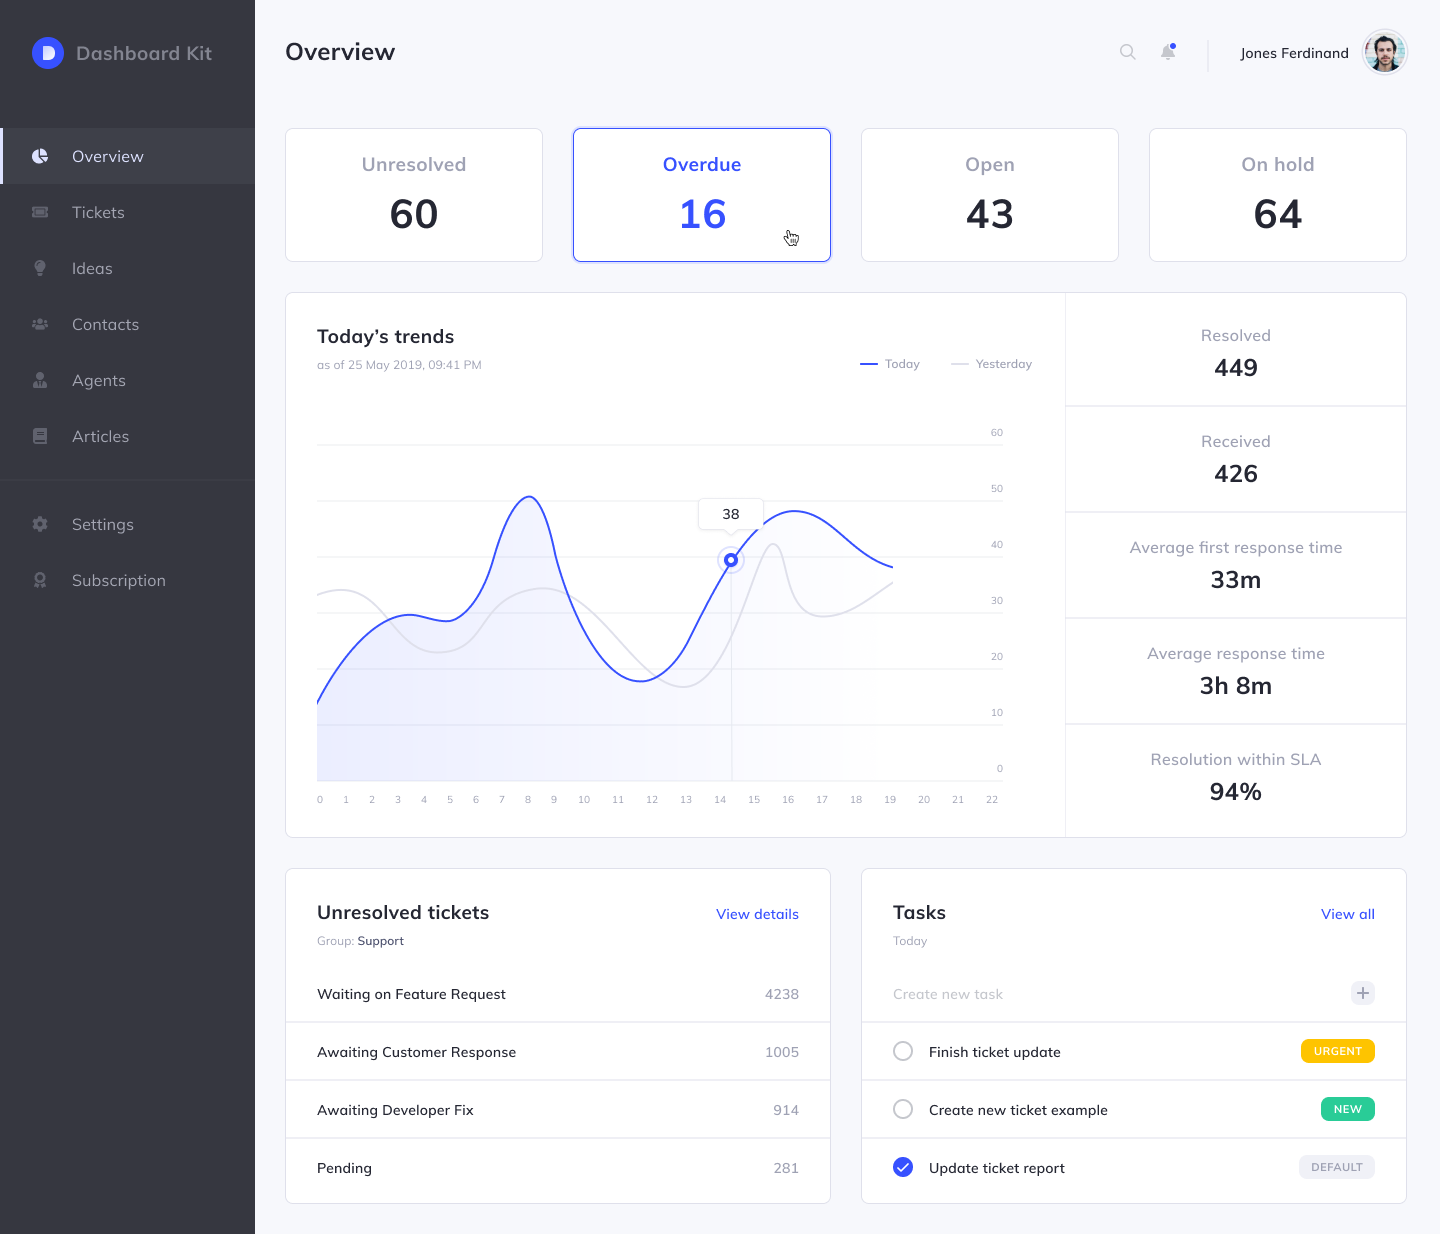 Dashboard Kit
Overview
Tickets
Ideas
Contacts
Agents
Articles
Settings
Subscription
Overview
Jones Ferdinand
Unresolved
60
Overdue
16
Open
43
On hold
64
Today’s trends
as of 25 May 2019, 09:41 PM
Today
Yesterday
60
50
40
30
20
10
0
38
0 1 2 3 4 5 6 7 8 9 10 11 12 13 14 15 16 17 18 19 20 21 22
Resolved
449
Received
426
Average first response time
33m
Average response time
3h 8m
Resolution within SLA
94%
Unresolved tickets
View details
Group: Support
Waiting on Feature Request 4238
Awaiting Customer Response 1005
Awaiting Developer Fix 914
Pending 281
Tasks
View all
Today
Create new task
Finish ticket update URGENT
Create new ticket example NEW
Update ticket report DEFAULT